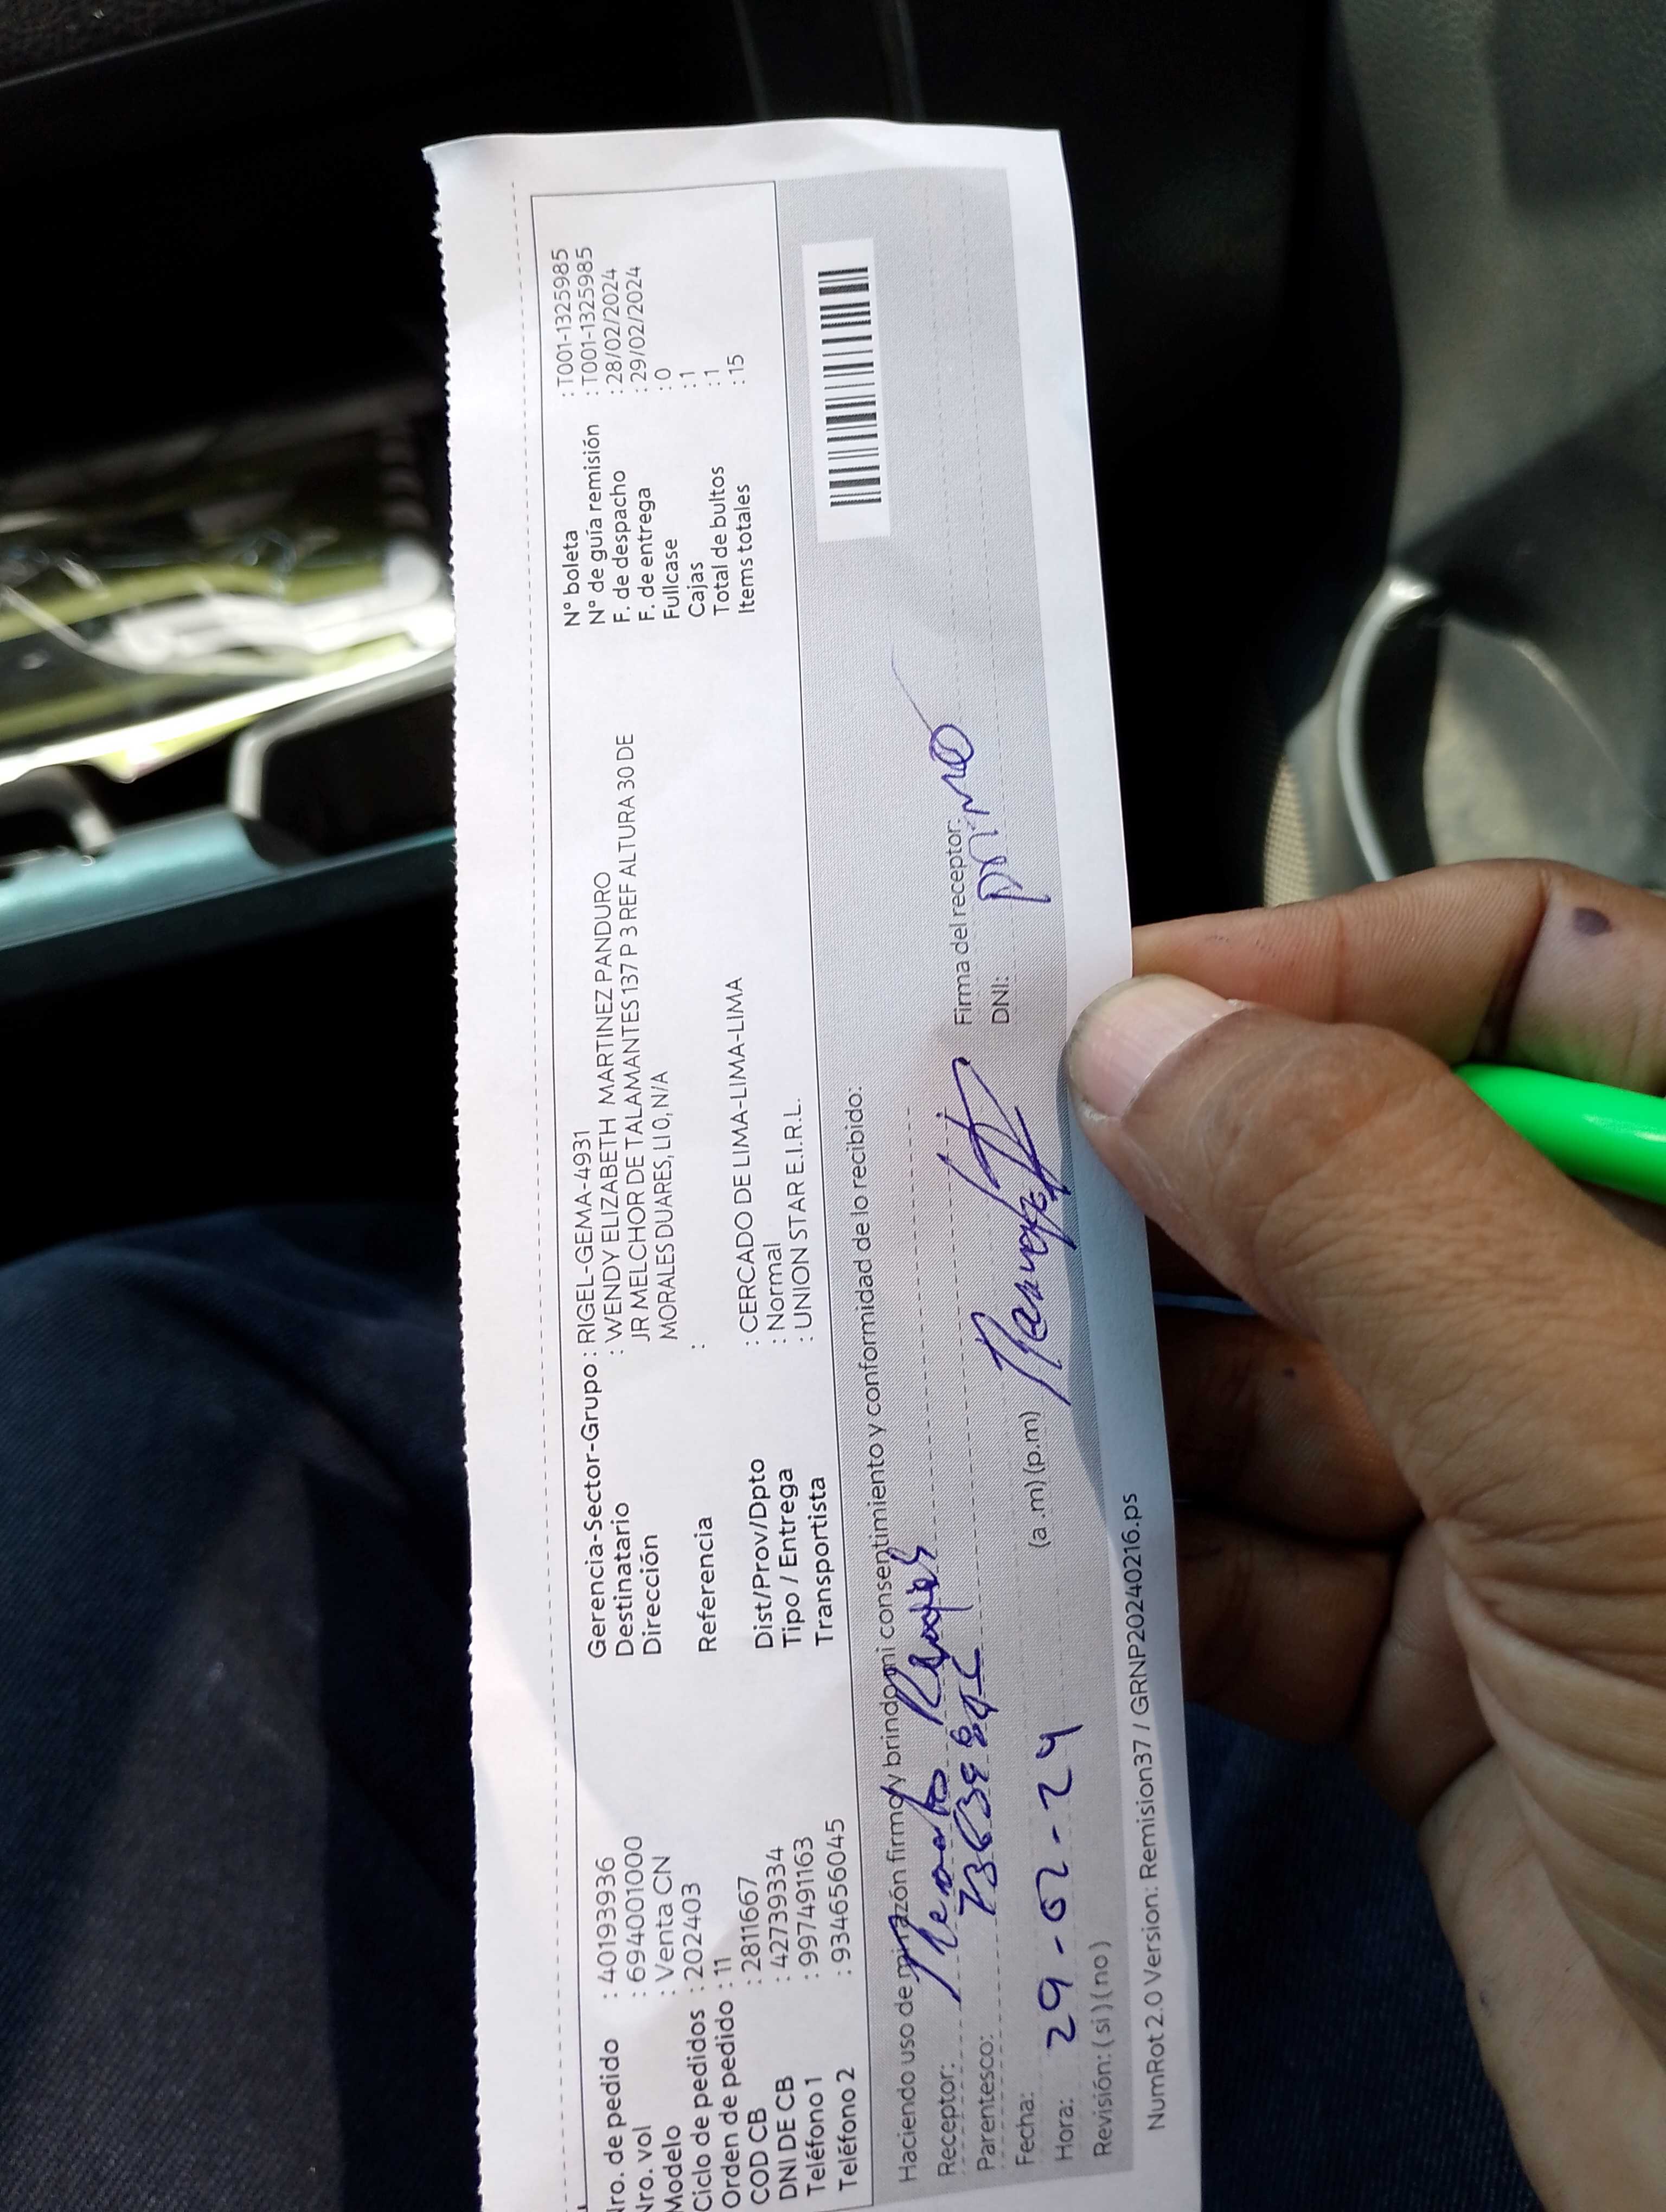 Nro. de pedido : 401939936
Nro. vol : 694001000
Modelo : Venta CN
Ciclo de pedidos : 202403
Orden de pedido : 11
COD CB : 2811667
DNI DE CB : 42739334
Teléfono 1 : 997491163
Teléfono 2 : 934656045
Gerencia-Sector-Grupo : RIGEL-GEMA-4931
Destinatario : WENDY ELIZABETH MARTINEZ PANDURO
Dirección JR MELCHOR DE TALAMANTES 137 P 3 REF ALTURA 30 DE
MORALES DUARES, LI 0, N/A
Referencia :
Dist/Prov/Dpto : CERCADO DE LIMA-LIMA-LIMA
Tipo / Entrega : Normal
Transportista : UNION STAR E.I.R.L.
N° boleta : T001-1325985
N° de guía remisión : T001-1325985
F. de despacho : 28/02/2024
F. de entrega : 29/02/2024
Fullcase : 0
Cajas : 1
Total de bultos : 1
Items totales : 15
Haciendo uso de mi razón firmo y brindo mi consentimiento y conformidad de lo recibido:
Receptor:
Parentesco:
Fecha:
Hora: 29-02-24 (a .m) (p.m)
Revisión: ( si ) ( no )
Firma del receptor:
DNI: primo
NumRot 2.0 Version: Remision37 / GRNP20240216.ps